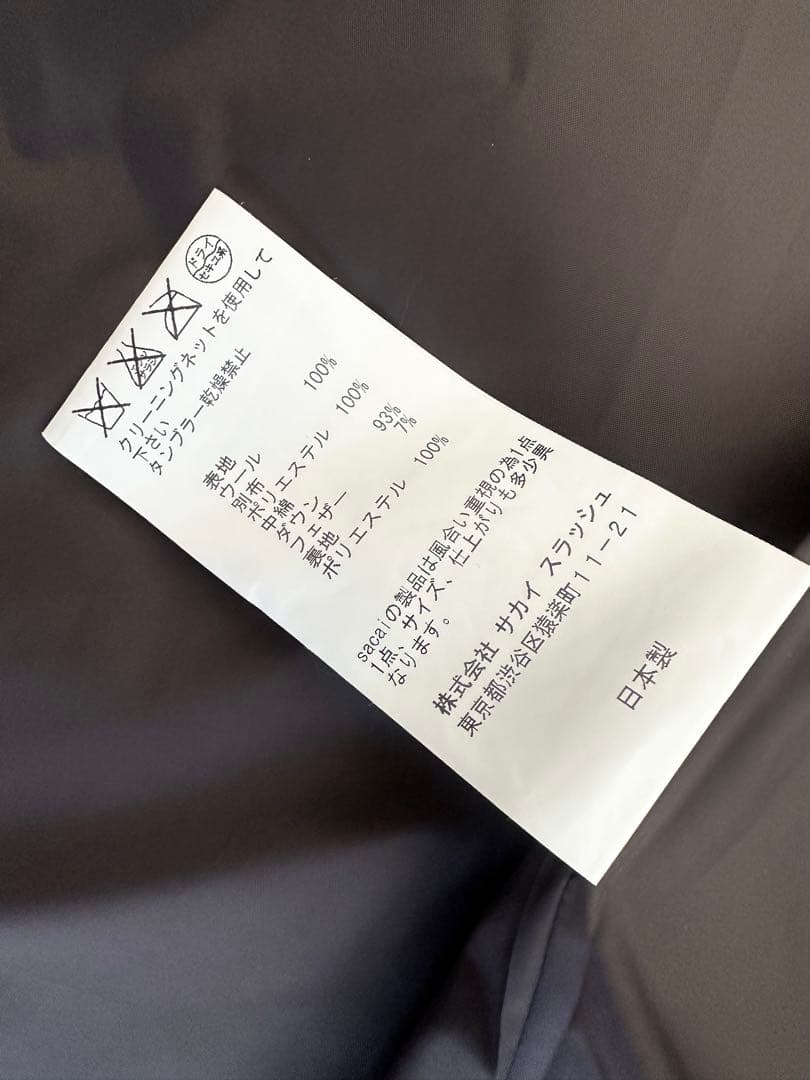 ドライ
セキユ系
エンソ
サラシ
クリーニングネットを使用して
下さい
タンブラー乾燥禁止
表地
ウール 100%
別布
ポリエステル 100%
中綿
ダウン 93%
フェザー 7%
裏地
ポリエステル 100%
sacaiの製品は風合い重視の為1点
1点、サイズ、仕上がりも多少異
なります。
株式会社 サカイ スラッシュ
東京都渋谷区猿楽町11-21
日本製